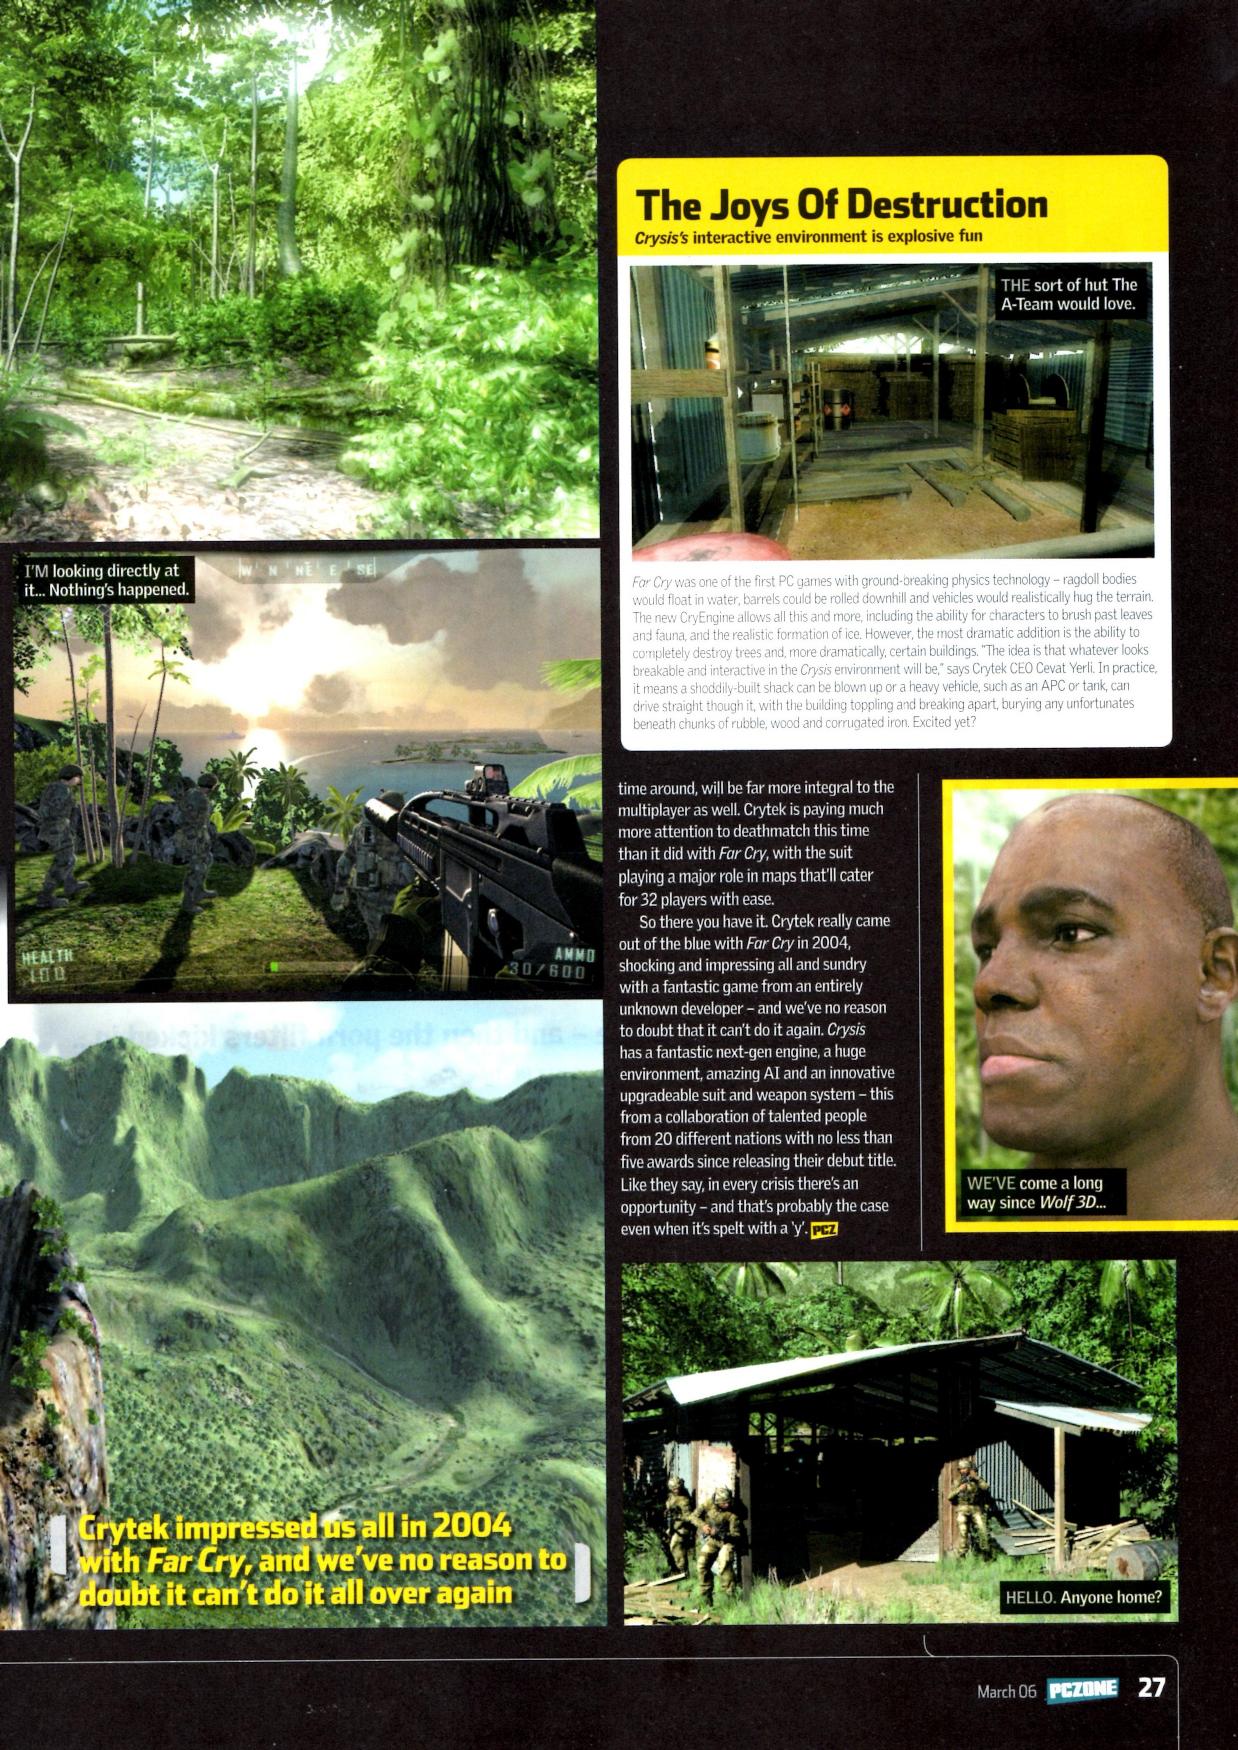 The Joys Of Destruction
Crysis's interactive environment is explosive fun
THE sort of hut The
A-Team would love.
Far Cry was one of the first PC games with ground-breaking physics technology – ragdoll bodies
would float in water, barrels could be rolled downhill and vehicles would realistically hug the terrain.
The new CryEngine allows all this and more, including the ability for characters to brush past leaves
and fauna, and the realistic formation of ice. However, the most dramatic addition is the ability to
completely destroy trees and, more dramatically, certain buildings. "The idea is that whatever looks
breakable and interactive in the Crysis environment will be," says Crytek CEO Cevat Yerli. In practice,
it means a shoddily-built shack can be blown up or a heavy vehicle, such as an APC or tank, can
drive straight though it, with the building toppling and breaking apart, burying any unfortunates
beneath chunks of rubble, wood and corrugated iron. Excited yet?
I'M looking directly at
it... Nothing's happened.
W N NE E SE
HEALTH
100
AMMO
30/600
time around, will be far more integral to the
multiplayer as well. Crytek is paying much
more attention to deathmatch this time
than it did with Far Cry, with the suit
playing a major role in maps that'll cater
for 32 players with ease.
So there you have it. Crytek really came
out of the blue with Far Cry in 2004,
shocking and impressing all and sundry
with a fantastic game from an entirely
unknown developer – and we've no reason
to doubt that it can't do it again. Crysis
has a fantastic next-gen engine, a huge
environment, amazing AI and an innovative
upgradeable suit and weapon system – this
from a collaboration of talented people
from 20 different nations with no less than
five awards since releasing their debut title.
Like they say, in every crisis there's an
opportunity – and that's probably the case
even when it's spelt with a 'y'. PCZ
WE'VE come a long
way since Wolf 3D...
Crytek impressed us all in 2004
with Far Cry, and we've no reason to
doubt it can't do it all over again
HELLO. Anyone home?
March 06 PCZONE 27